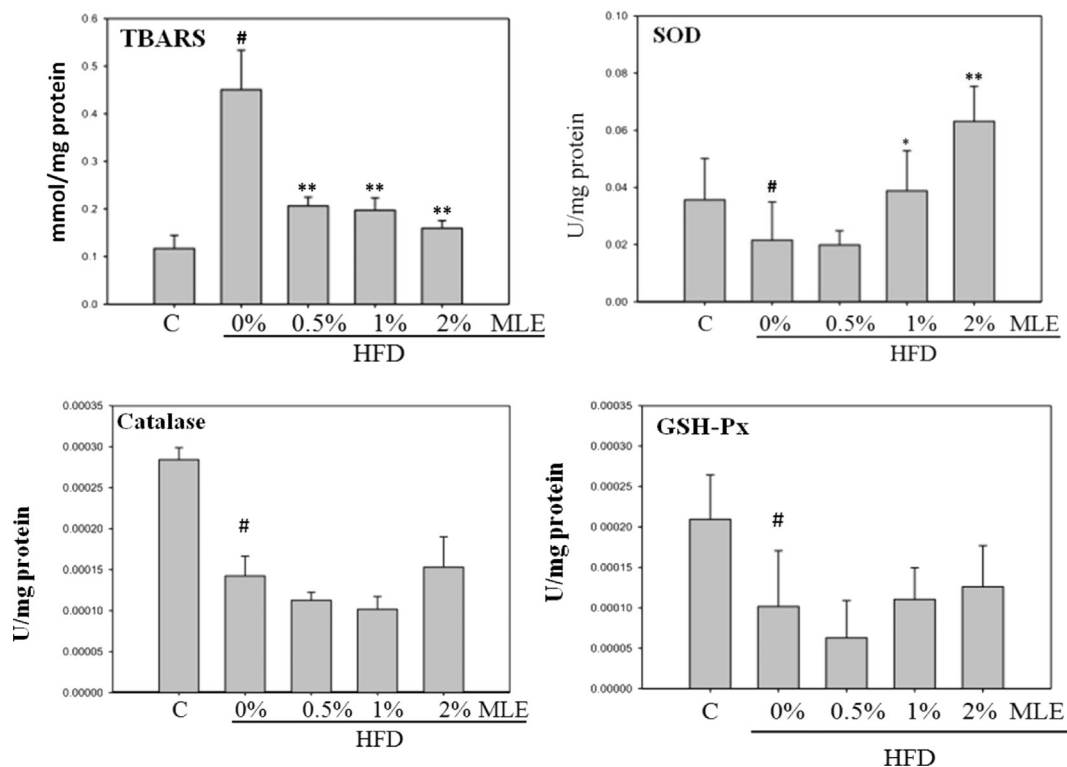 TBARS
mmol/mg protein
0.6
0.5
0.4
0.3
0.2
0.1
0.0
#
**
**
**
C 0% 0.5% 1% 2% MLE
HFD
SOD
U/mg protein
0.10
0.08
0.06
0.04
0.02
0.00
#
*
**
C 0% 0.5% 1% 2% MLE
HFD
Catalase
U/mg protein
0.00035
0.00030
0.00025
0.00020
0.00015
0.00010
0.00005
0.00000
#
C 0% 0.5% 1% 2% MLE
HFD
GSH-Px
U/mg protein
0.00035
0.00030
0.00025
0.00020
0.00015
0.00010
0.00005
0.00000
#
C 0% 0.5% 1% 2% MLE
HFD